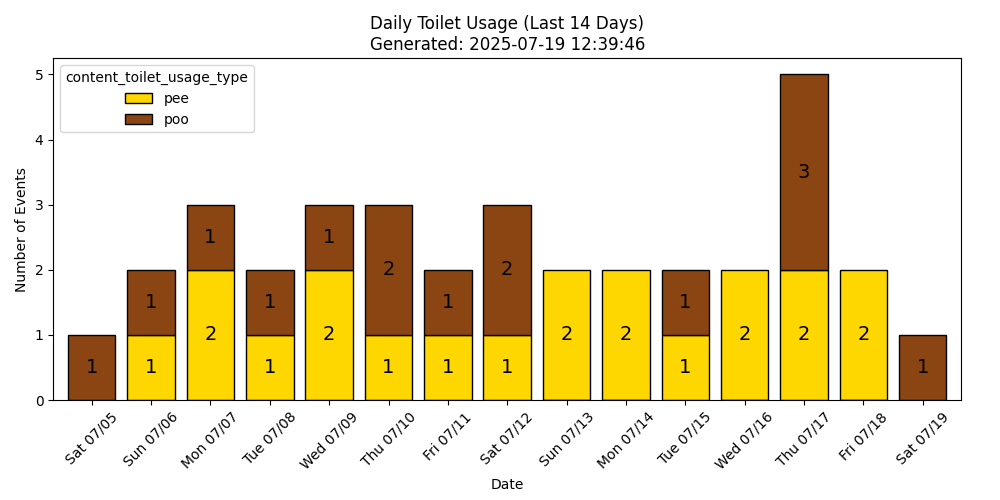 Daily Toilet Usage (Last 14 Days)
Generated: 2025-07-19 12:39:46
content_toilet_usage_type
pee
poo
Number of Events
5
4
3
2
1
0
1
1
1
1
2
1
1
1
2
2
1
1
1
2
1
2
2
1
1
2
3
2
2
1
Sat 07/05
Sun 07/06
Mon 07/07
Tue 07/08
Wed 07/09
Thu 07/10
Fri 07/11
Sat 07/12
Sun 07/13
Mon 07/14
Tue 07/15
Wed 07/16
Thu 07/17
Fri 07/18
Sat 07/19
Date